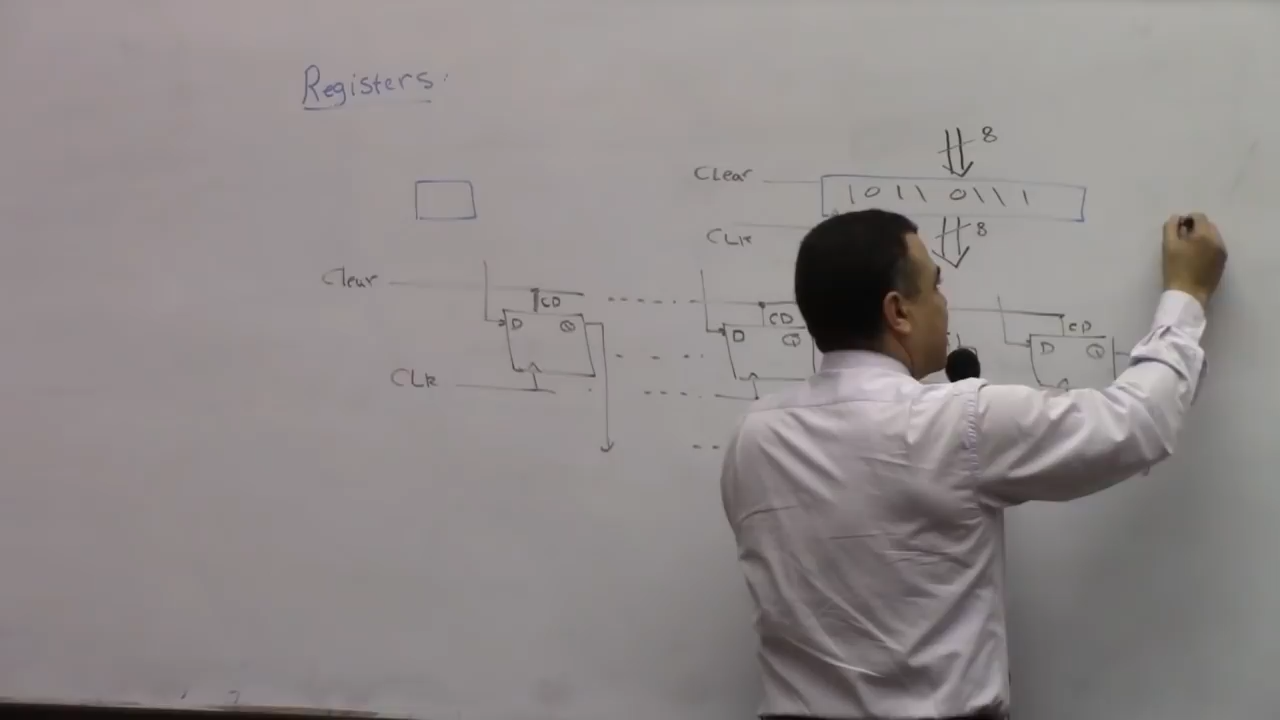 Registers:
8
Clear
1 0 1 1 0 1 1 1
CLK
8
Clear
CD
CD
CD
D Q
D Q
D Q
CLK